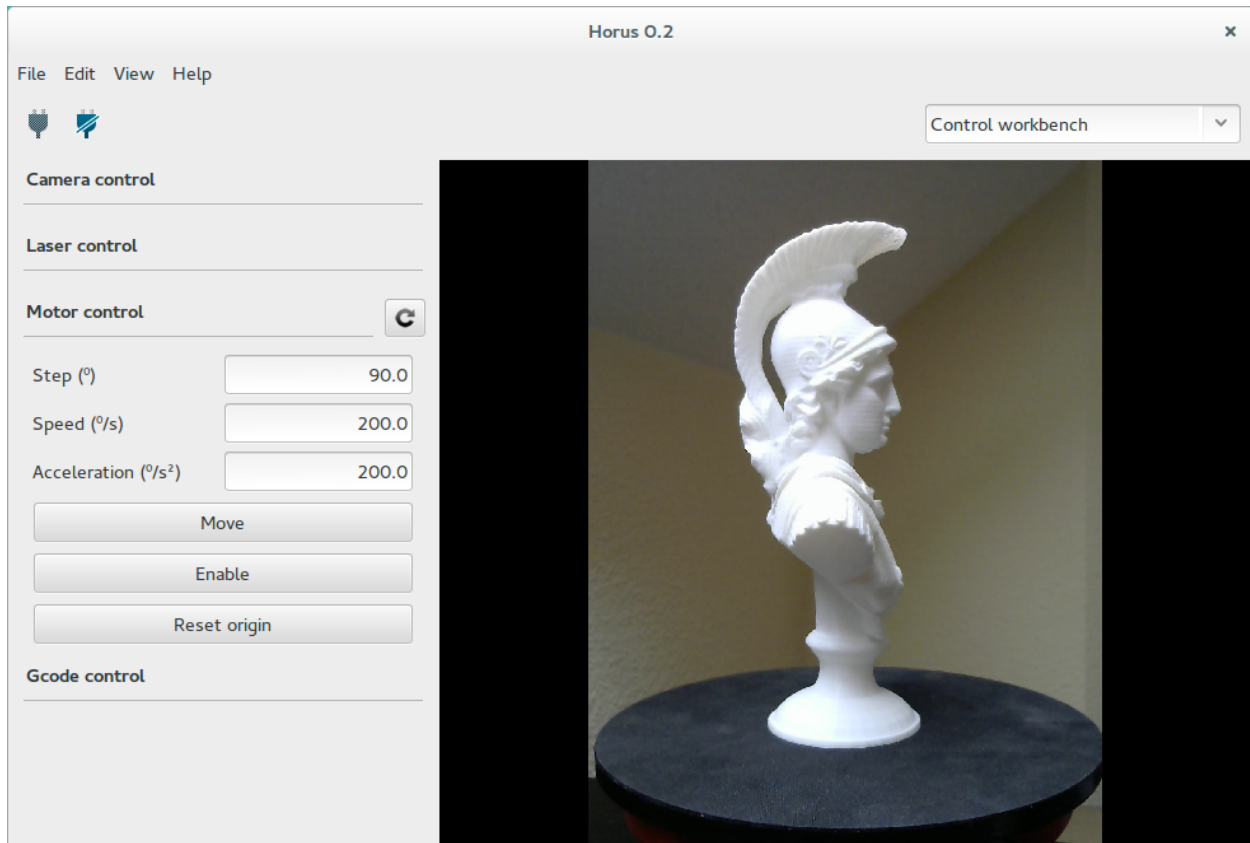 Horus 0.2
File Edit View Help
Control workbench
Camera control
Laser control
Motor control
Step (º) 90.0
Speed (º/s) 200.0
Acceleration (º/s²) 200.0
Move
Enable
Reset origin
Gcode control